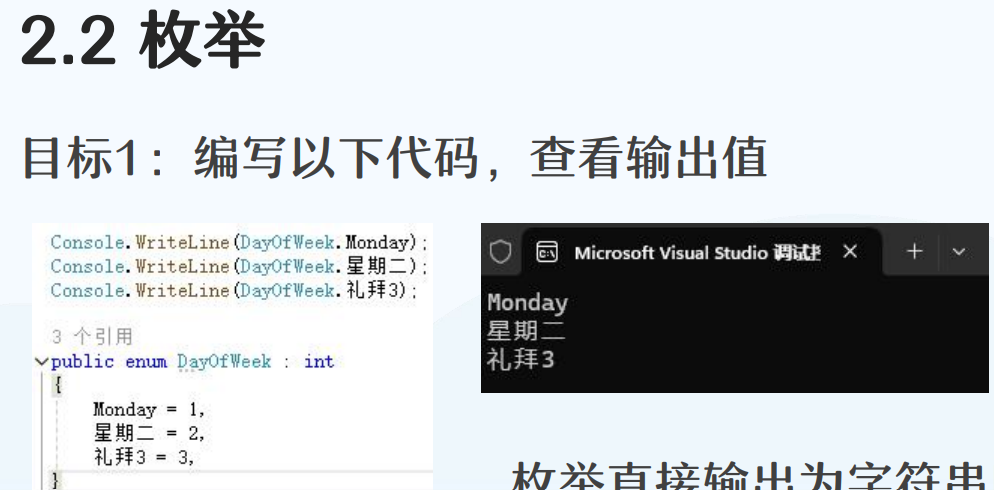 2.2 枚举
目标1：编写以下代码，查看输出值
Console.WriteLine(DayOfWeek.Monday);
Console.WriteLine(DayOfWeek.星期二);
Console.WriteLine(DayOfWeek.礼拜3);
3 个引用
public enum DayOfWeek : int
{
Monday = 1,
星期二 = 2,
礼拜3 = 3,
}
Microsoft Visual Studio 调试
Monday
星期二
礼拜3
枚举直接输出为字符串